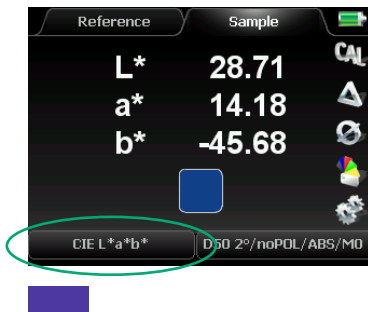 Reference Sample
CAL
L* 28.71
a* 14.18
b* -45.68
CIE L*a*b* D50 2°/noPOL/ABS/M0